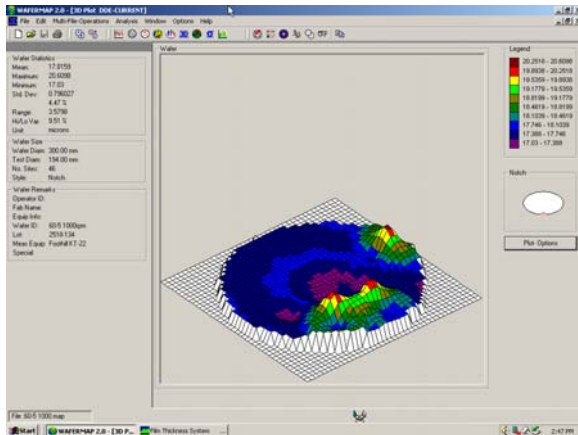 WAFERMAP 2.0 - [3D Plot DOE-CURRENT]
File Edit Multi-File-Operations Analysis Window Options Help
Wafer Statistics
Mean: 17.8158
Maximum: 20.6098
Minimum: 17.03
Std. Dev: 0.796027
4.47 %
Range: 3.5798
Hi/Lo Var 9.51 %
Unit microns
Wafer Size
Wafer Diam: 300.00 mm
Test Diam: 194.00 mm
No. Sites: 46
Style: Notch
Wafer Remarks
Operator ID:
Fab Name:
Equip Info:
Wafer ID: 60/5 1000rpm
Lot: 2518-134
Meas Equip: Foothill KT-22
Special:
Wafer
Legend
20.2518 - 20.6098
19.8938 - 20.2518
19.5359 - 19.8938
19.1779 - 19.5359
18.8199 - 19.1779
18.4619 - 18.8199
18.1039 - 18.4619
17.746 - 18.1039
17.388 - 17.746
17.03 - 17.388
Notch
Plot-Options
File: 60/5 1000.map
Start
WAFERMAP 2.0 - [3D P...
Film Thickness System ...
2:47 PM